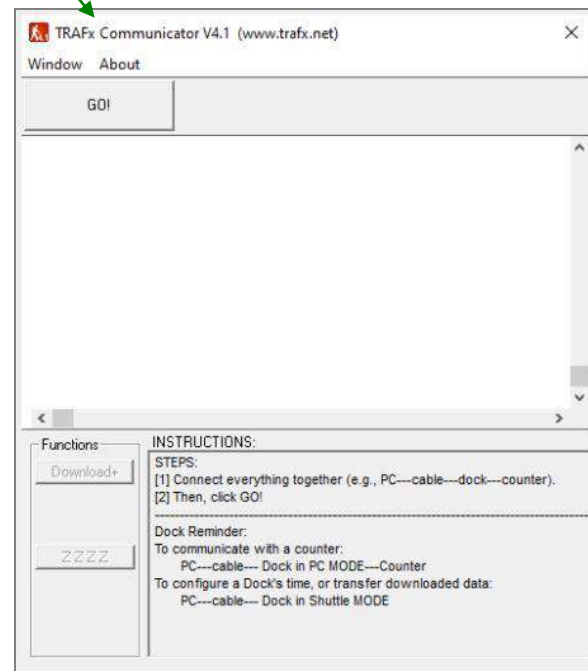 TRAFx Communicator V4.1 (www.trafx.net)
Window About
GO!
Functions
Download+
ZZZZ
INSTRUCTIONS:
STEPS:
[1] Connect everything together (e.g., PC---cable---dock---counter).
[2] Then, click GO!
Dock Reminder:
To communicate with a counter:
PC---cable--- Dock in PC MODE---Counter
To configure a Dock's time, or transfer downloaded data:
PC---cable--- Dock in Shuttle MODE